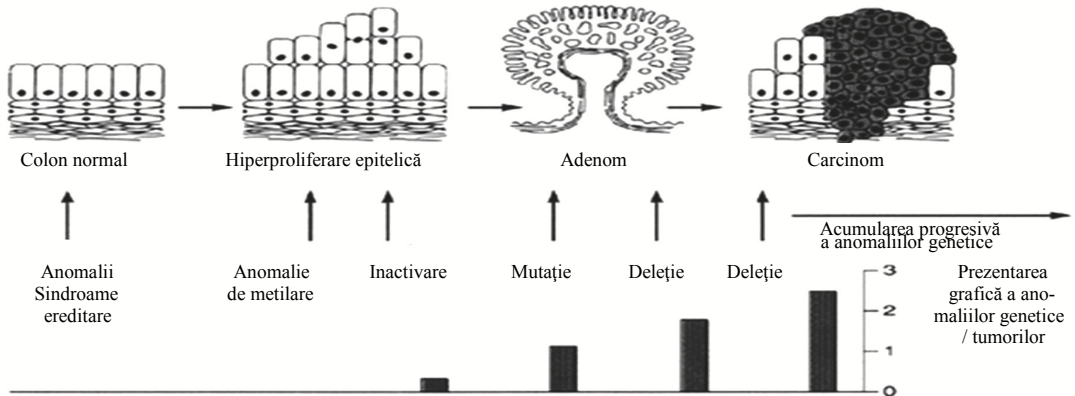 Colon normal
Hiperproliferare epitelică
Adenom
Carcinom
Acumularea progresivă
a anomaliilor genetice
Anomalii
Sindroame
ereditare
Anomalie
de metilare
Inactivare
Mutaţie
Deleţie
Deleţie
3
2
1
0
Prezentarea
grafică a ano-
maliilor genetice
/ tumorilor